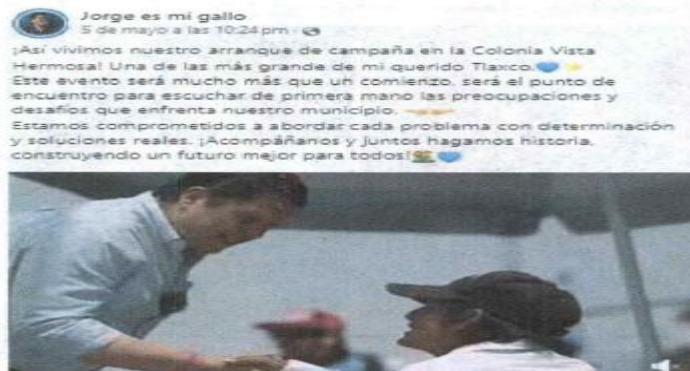 Jorge es mi gallo
5 de mayo a las 10:24 pm ·
¡Así vivimos nuestro arranque de campaña en la Colonia Vista
Hermosa! Una de las más grande de mi querido Tlaxco.💙✨
Este evento será mucho más que un comienzo, será el punto de
encuentro para escuchar de primera mano las preocupaciones y
desafíos que enfrenta nuestro municipio.
Estamos comprometidos a abordar cada problema con determinación
y soluciones reales. ¡Acompáñanos y juntos hagamos historia,
construyendo un futuro mejor para todos!